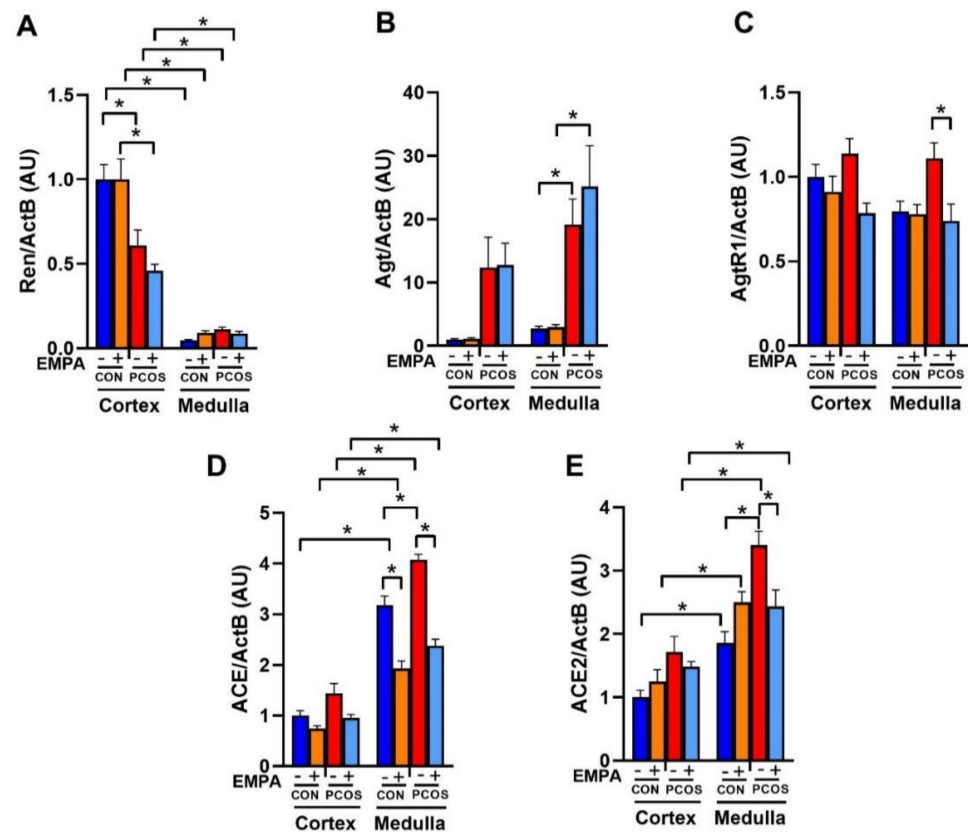 A
* * * *
* *
Ren/ActB (AU)
1.5
1.0
0.5
0.0
EMPA - + - + - + - +
CON PCOS CON PCOS
Cortex Medulla
B
* *
Agt/ActB (AU)
40
30
20
10
0
EMPA - + - + - + - +
CON PCOS CON PCOS
Cortex Medulla
C
*
AgtR1/ActB (AU)
1.5
1.0
0.5
0.0
EMPA - + - + - + - +
CON PCOS CON PCOS
Cortex Medulla
D
* * * *
* * *
ACE/ActB (AU)
5
4
3
2
1
0
EMPA - + - + - + - +
CON PCOS CON PCOS
Cortex Medulla
E
* * * *
* *
ACE2/ActB (AU)
4
3
2
1
0
EMPA - + - + - + - +
CON PCOS CON PCOS
Cortex Medulla